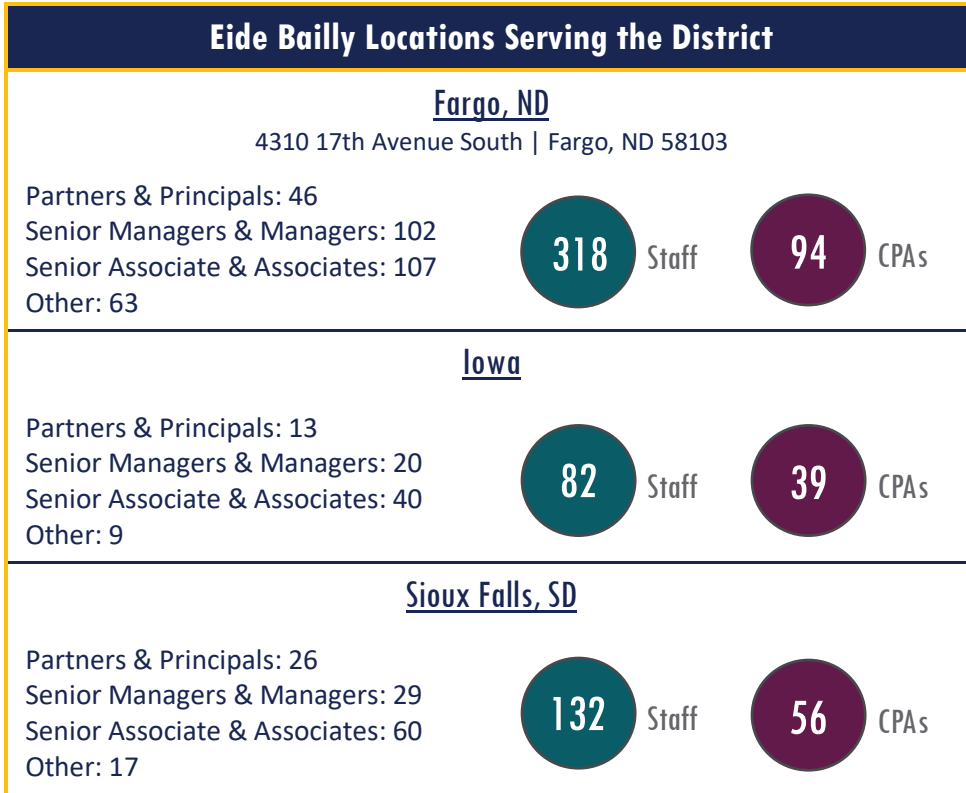 Eide Bailly Locations Serving the District
Fargo, ND
4310 17th Avenue South | Fargo, ND 58103
Partners & Principals: 46
Senior Managers & Managers: 102
Senior Associate & Associates: 107
Other: 63
318 Staff
94 CPAs
Iowa
Partners & Principals: 13
Senior Managers & Managers: 20
Senior Associate & Associates: 40
Other: 9
82 Staff
39 CPAs
Sioux Falls, SD
Partners & Principals: 26
Senior Managers & Managers: 29
Senior Associate & Associates: 60
Other: 17
132 Staff
56 CPAs